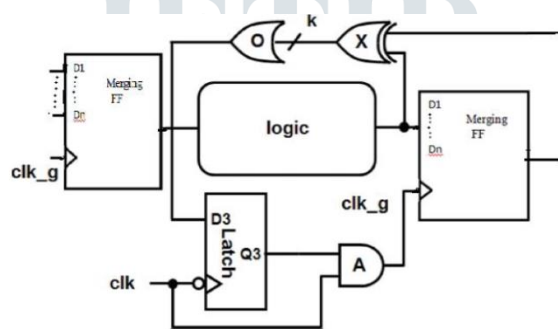 k
O
X
D1
Merging
FF
Dn
clk_g
logic
D1
Merging
FF
Dn
clk_g
D3
Latch
Q3
A
clk